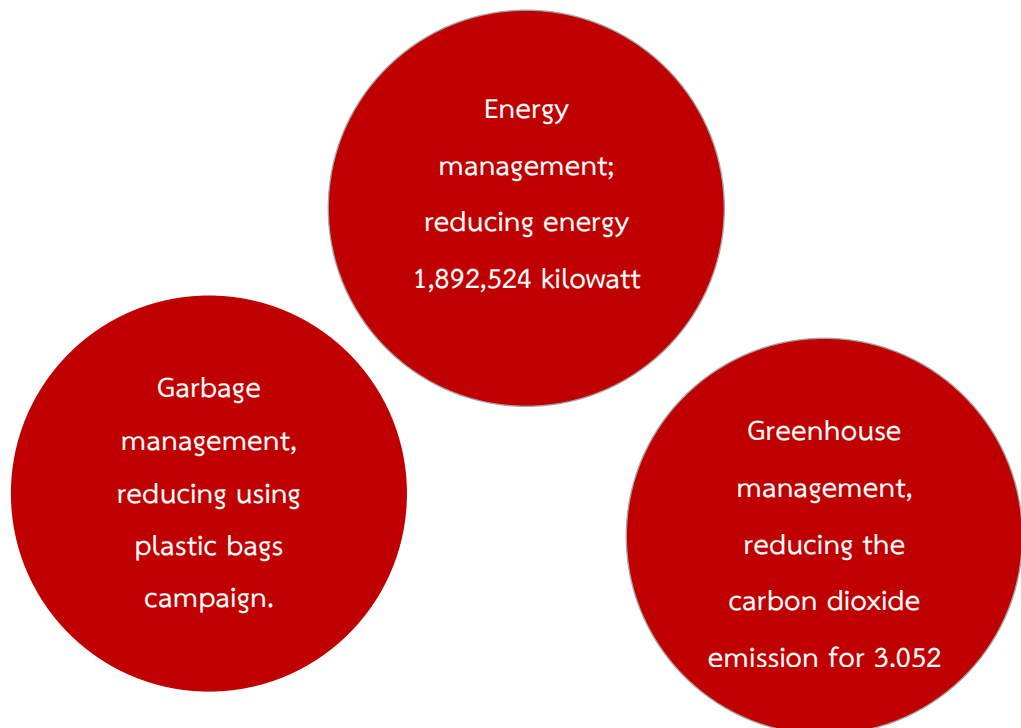 Energy
management;
reducing energy
1,892,524 kilowatt
Garbage
management,
reducing using
plastic bags
campaign.
Greenhouse
management,
reducing the
carbon dioxide
emission for 3.052